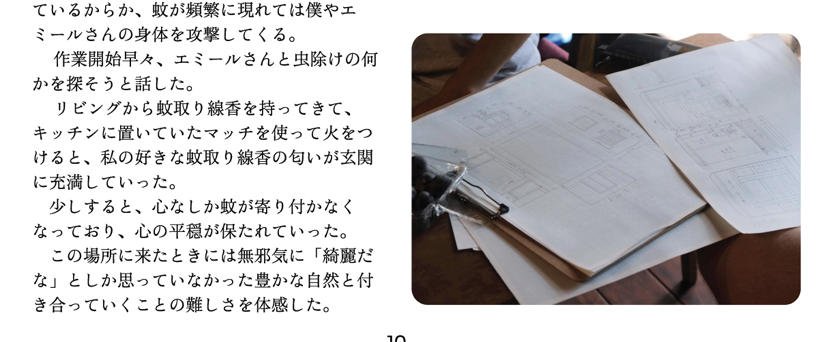 ているからか、蚊が頻繁に現れては僕やエ
ミールさんの身体を攻撃してくる。
作業開始早々、エミールさんと虫除けの何
かを探そうと話した。
リビングから蚊取り線香を持ってきて、
キッチンに置いていたマッチを使って火をつ
けると、私の好きな蚊取り線香の匂いが玄関
に充満していった。
少しすると、心なしか蚊が寄り付かなく
なっており、心の平穏が保たれていった。
この場所に来たときには無邪気に「綺麗だ
な」としか思っていなかった豊かな自然と付
き合っていくことの難しさを体感した。